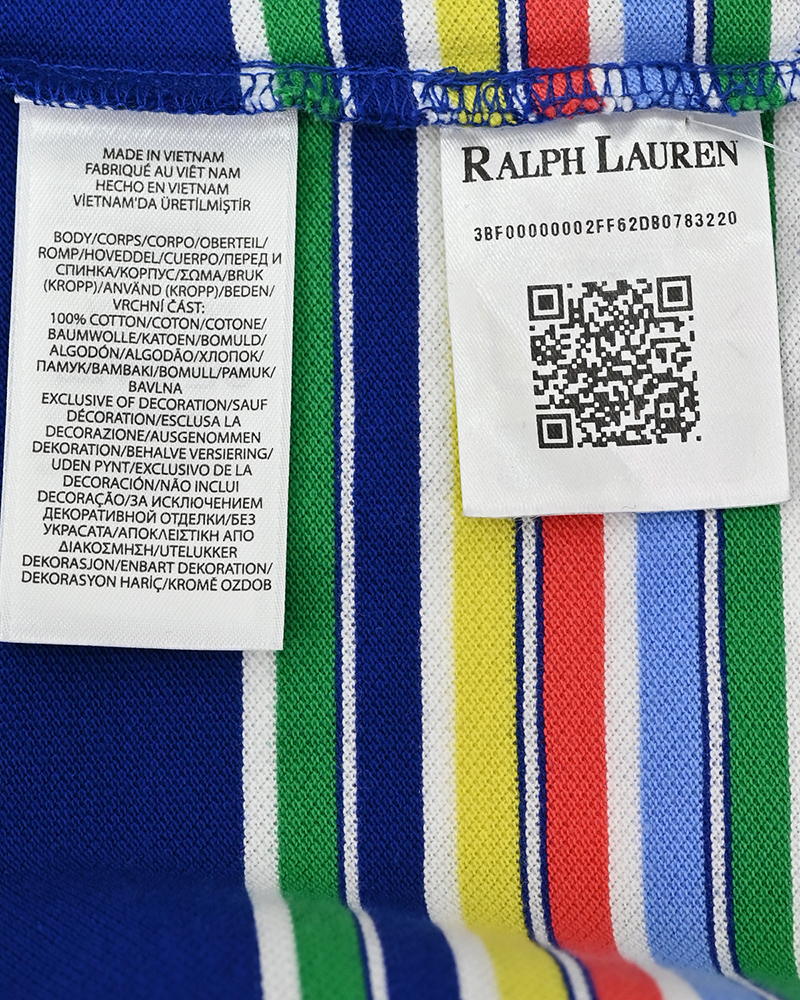 MADE IN VIETNAM
FABRIQUÉ AU VIÊT NAM
HECHO EN VIETNAM
VİETNAM'DA ÜRETİLMİŞTİR
BODY/CORPS/CORPO/OBERTEIL/
ROMP/HOVEDDEL/CUERPO/ПЕРЕД И
СПИНКА/КОРПУС/ΣΩΜΑ/BRUK
(KROPP)/ANVÄND (KROPP)/BEDEN/
VRCHNÍ ČÁST:
100% COTTON/COTON/COTONE/
BAUMWOLLE/KATOEN/BOMULD/
ALGODÓN/ALGODÃO/ХЛОПОК/
ПАМУК/BAMBAKI/BOMULL/PAMUK/
BAVLNA
EXCLUSIVE OF DECORATION/SAUF
DÉCORATION/ESCLUSA LA
DECORAZIONE/AUSGENOMMEN
DEKORATION/BEHALVE VERSIERING/
UDEN PYNT/EXCLUSIVO DE LA
DECORACIÓN/NÃO INCLUI
DECORAÇÃO/ЗА ИСКЛЮЧЕНИЕМ
ДЕКОРАТИВНОЙ ОТДЕЛКИ/БЕЗ
УКРАСАТА/ΑΠΟΚΛΕΙΣΤΙΚΗ ΑΠΟ
ΔΙΑΚΟΣΜΗΣΗ/UTELUKKER
DEKORASJON/ENBART DEKORATION/
DEKORASYON HARİÇ/KROMĚ OZDOB
RALPH LAUREN
3BF00000002FF62DB0783220